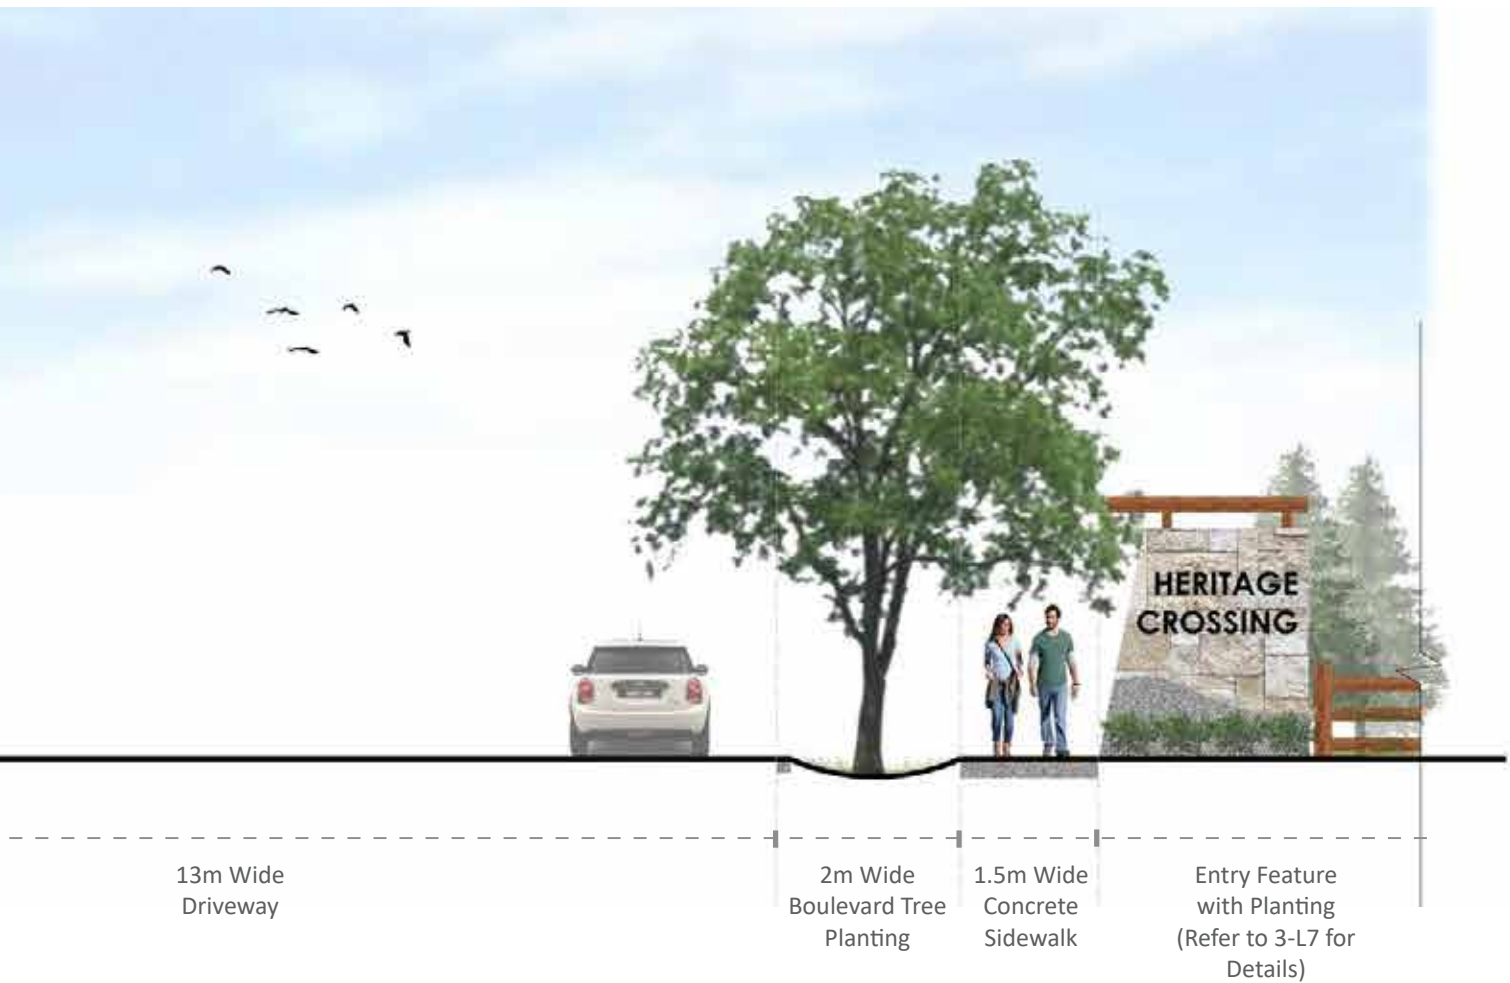 HERITAGE
CROSSING
13m Wide
Driveway
2m Wide
Boulevard Tree
Planting
1.5m Wide
Concrete
Sidewalk
Entry Feature
with Planting
(Refer to 3-L7 for
Details)